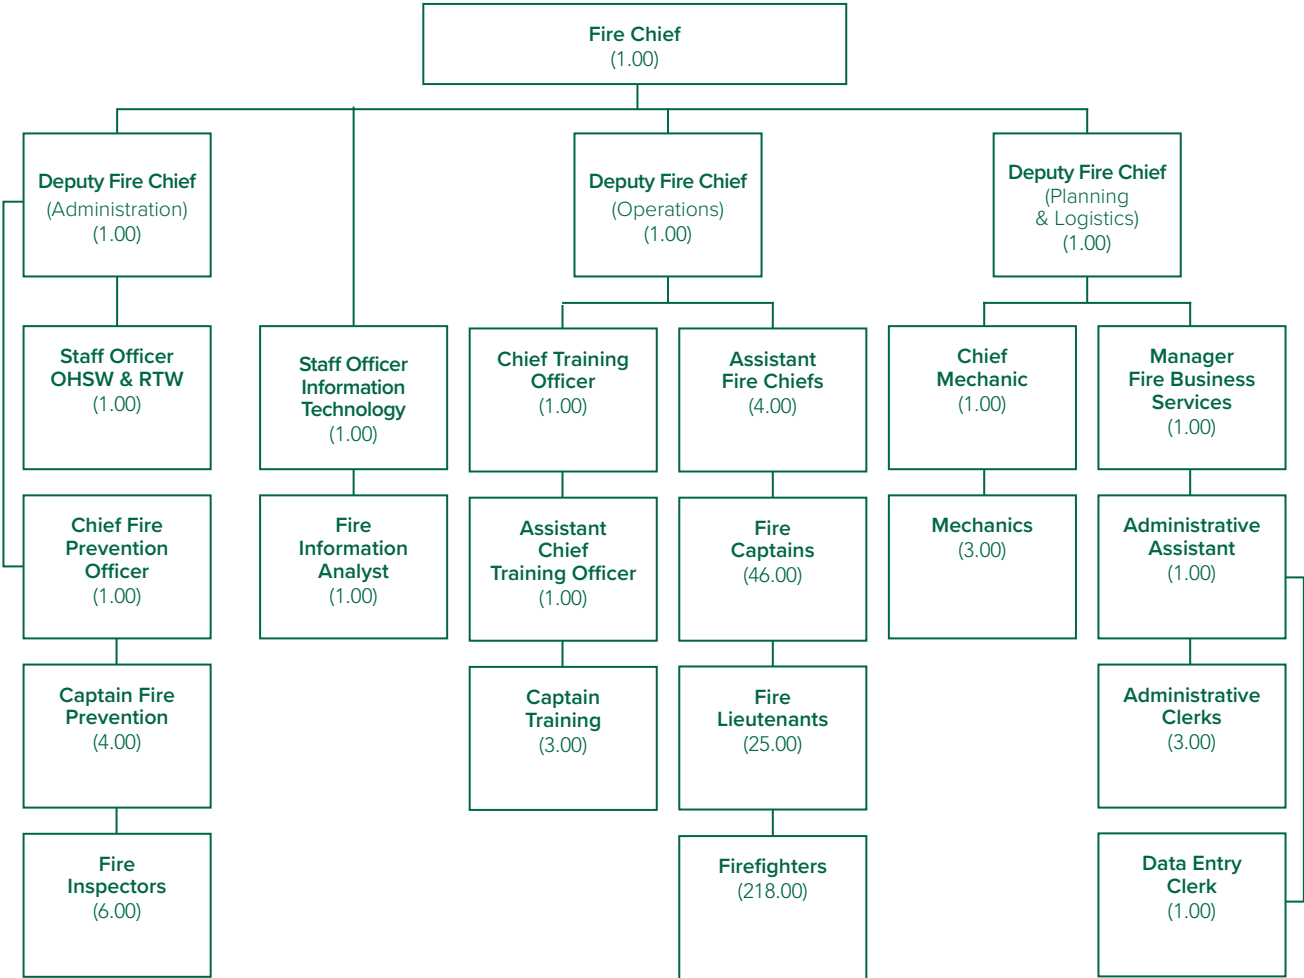 Fire Chief
(1.00)
Deputy Fire Chief
(Administration)
(1.00)
Deputy Fire Chief
(Operations)
(1.00)
Deputy Fire Chief
(Planning
& Logistics)
(1.00)
Staff Officer
OHSW & RTW
(1.00)
Staff Officer
Information
Technology
(1.00)
Chief Training
Officer
(1.00)
Assistant
Fire Chiefs
(4.00)
Chief
Mechanic
(1.00)
Manager
Fire Business
Services
(1.00)
Chief Fire
Prevention
Officer
(1.00)
Fire
Information
Analyst
(1.00)
Assistant
Chief
Training Officer
(1.00)
Fire
Captains
(46.00)
Mechanics
(3.00)
Administrative
Assistant
(1.00)
Captain Fire
Prevention
(4.00)
Captain
Training
(3.00)
Fire
Lieutenants
(25.00)
Administrative
Clerks
(3.00)
Fire
Inspectors
(6.00)
Firefighters
(218.00)
Data Entry
Clerk
(1.00)